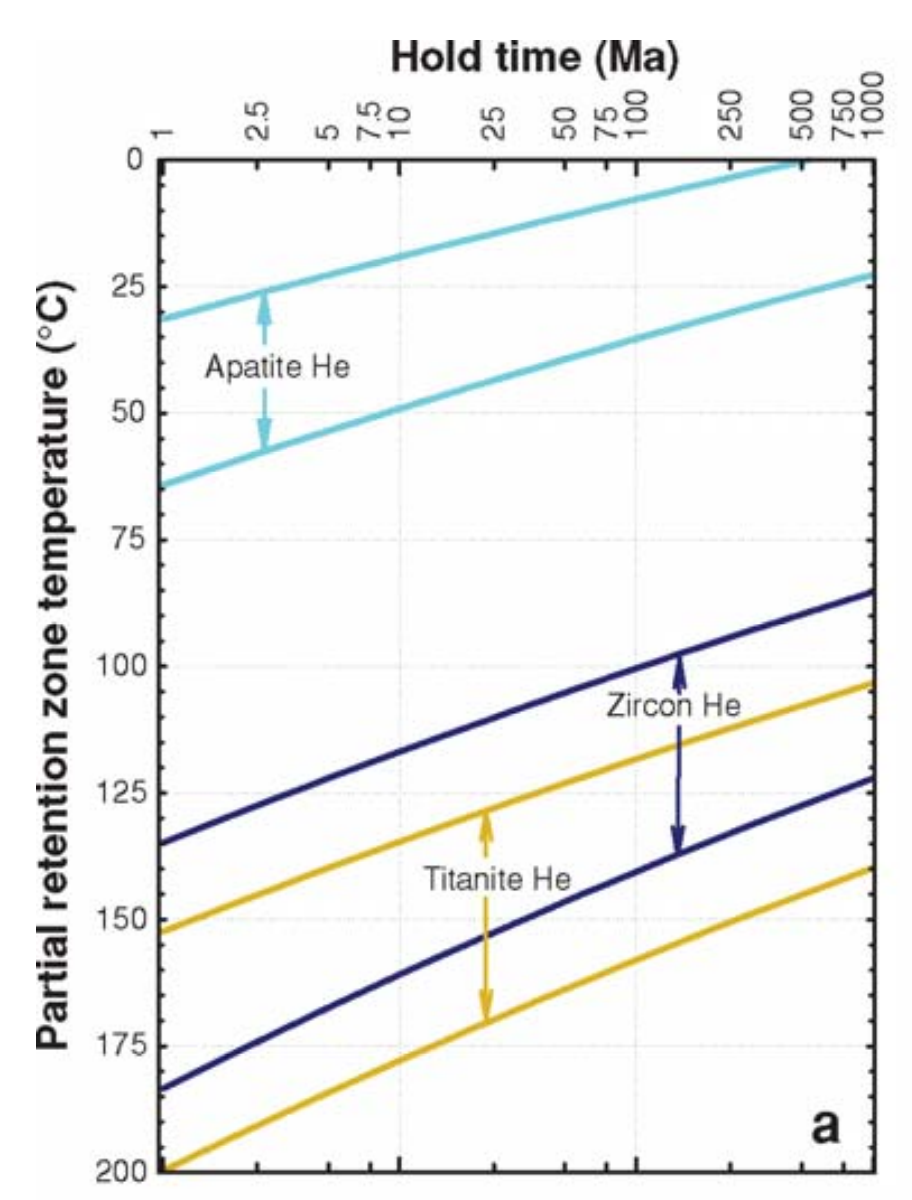 Hold time (Ma)
1 2.5 5 7.5 10 25 50 75 100 250 500 750 1000
Partial retention zone temperature (°C)
0
25
Apatite He
50
75
100
Zircon He
125
Titanite He
150
175
a
200